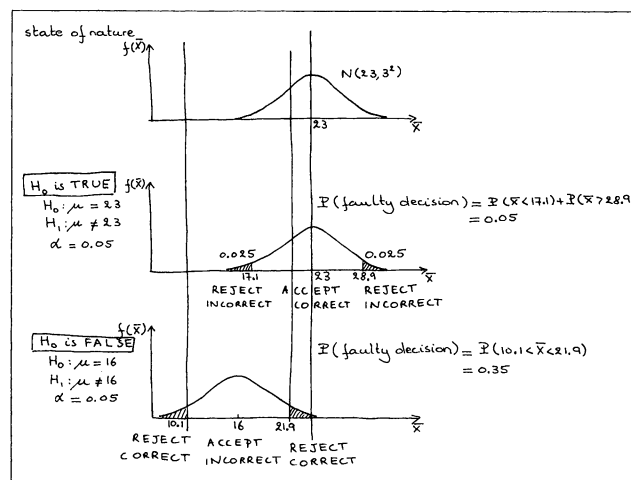 state of nature
f(x̄)
N(23,3²)
23
x̄
H₀ is TRUE
f(x̄)
H₀: μ = 23
H₁: μ ≠ 23
α = 0.05
P(faulty decision) = P(x̄<17.1)+P(x̄>28.9
= 0.05
0.025
0.025
17.1
23
28.9
x̄
REJECT ACCEPT REJECT
INCORRECT CORRECT INCORRECT
H₀ is FALSE
f(x̄)
H₀: μ = 16
H₁: μ ≠ 16
α = 0.05
P(faulty decision) = P(10.1<x̄<21.9)
= 0.35
10.1
16
21.9
x̄
REJECT ACCEPT REJECT
CORRECT INCORRECT CORRECT